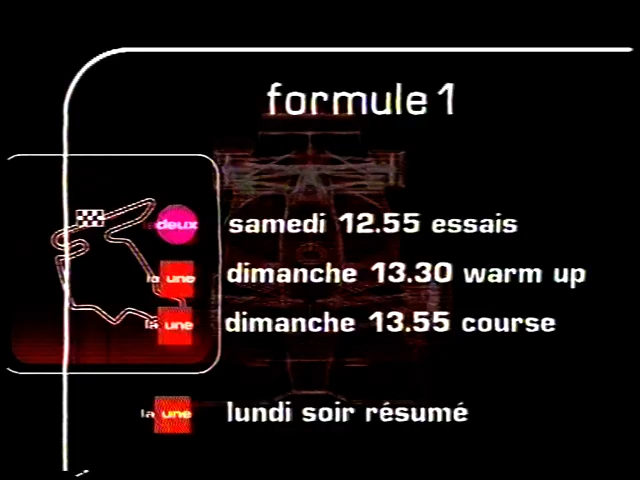 formule 1
la deux samedi 12.55 essais
la une dimanche 13.30 warm up
la une dimanche 13.55 course
la une lundi soir résumé